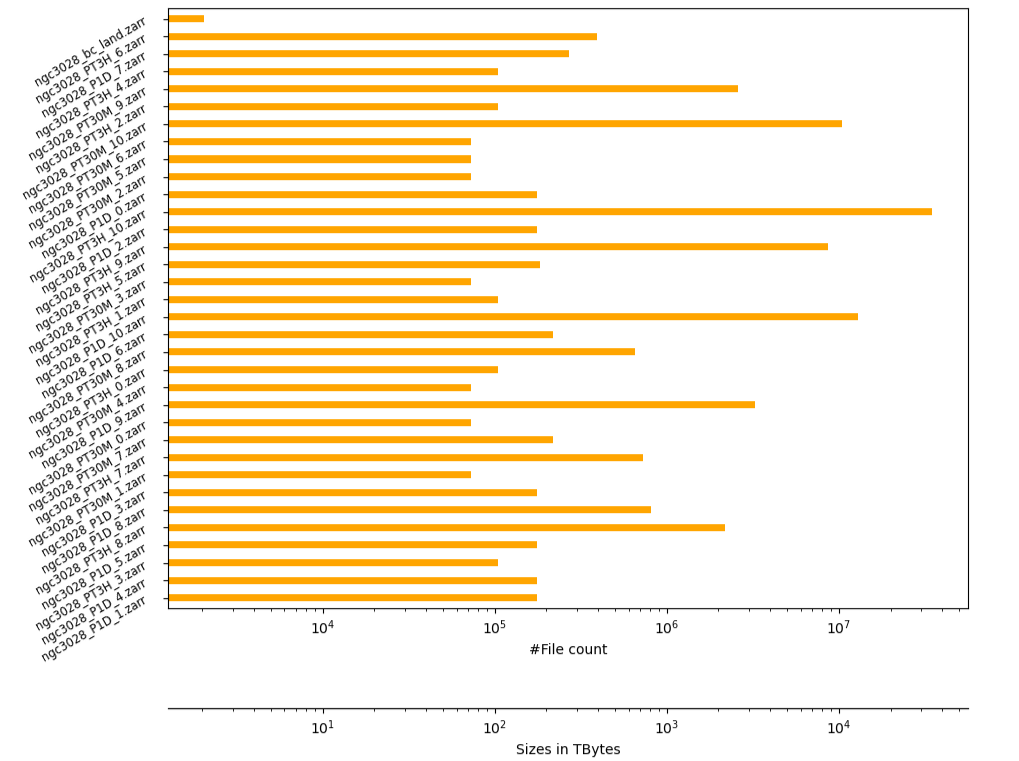 ngc3028_bc_land.zarr
ngc3028_PT3H_6.zarr
ngc3028_P1D_7.zarr
ngc3028_PT3H_4.zarr
ngc3028_PT30M_9.zarr
ngc3028_PT3H_2.zarr
ngc3028_PT30M_10.zarr
ngc3028_PT30M_6.zarr
ngc3028_PT30M_5.zarr
ngc3028_PT30M_2.zarr
ngc3028_P1D_0.zarr
ngc3028_PT3H_10.zarr
ngc3028_P1D_2.zarr
ngc3028_PT3H_9.zarr
ngc3028_PT3H_5.zarr
ngc3028_PT30M_3.zarr
ngc3028_PT3H_1.zarr
ngc3028_P1D_10.zarr
ngc3028_P1D_6.zarr
ngc3028_PT30M_8.zarr
ngc3028_PT3H_0.zarr
ngc3028_PT30M_4.zarr
ngc3028_P1D_9.zarr
ngc3028_PT30M_0.zarr
ngc3028_PT30M_7.zarr
ngc3028_PT3H_7.zarr
ngc3028_PT30M_1.zarr
ngc3028_P1D_3.zarr
ngc3028_P1D_8.zarr
ngc3028_PT3H_8.zarr
ngc3028_P1D_5.zarr
ngc3028_PT3H_3.zarr
ngc3028_P1D_4.zarr
ngc3028_P1D_1.zarr
10⁴ 10⁵ 10⁶ 10⁷
#File count
10¹ 10² 10³ 10⁴
Sizes in TBytes